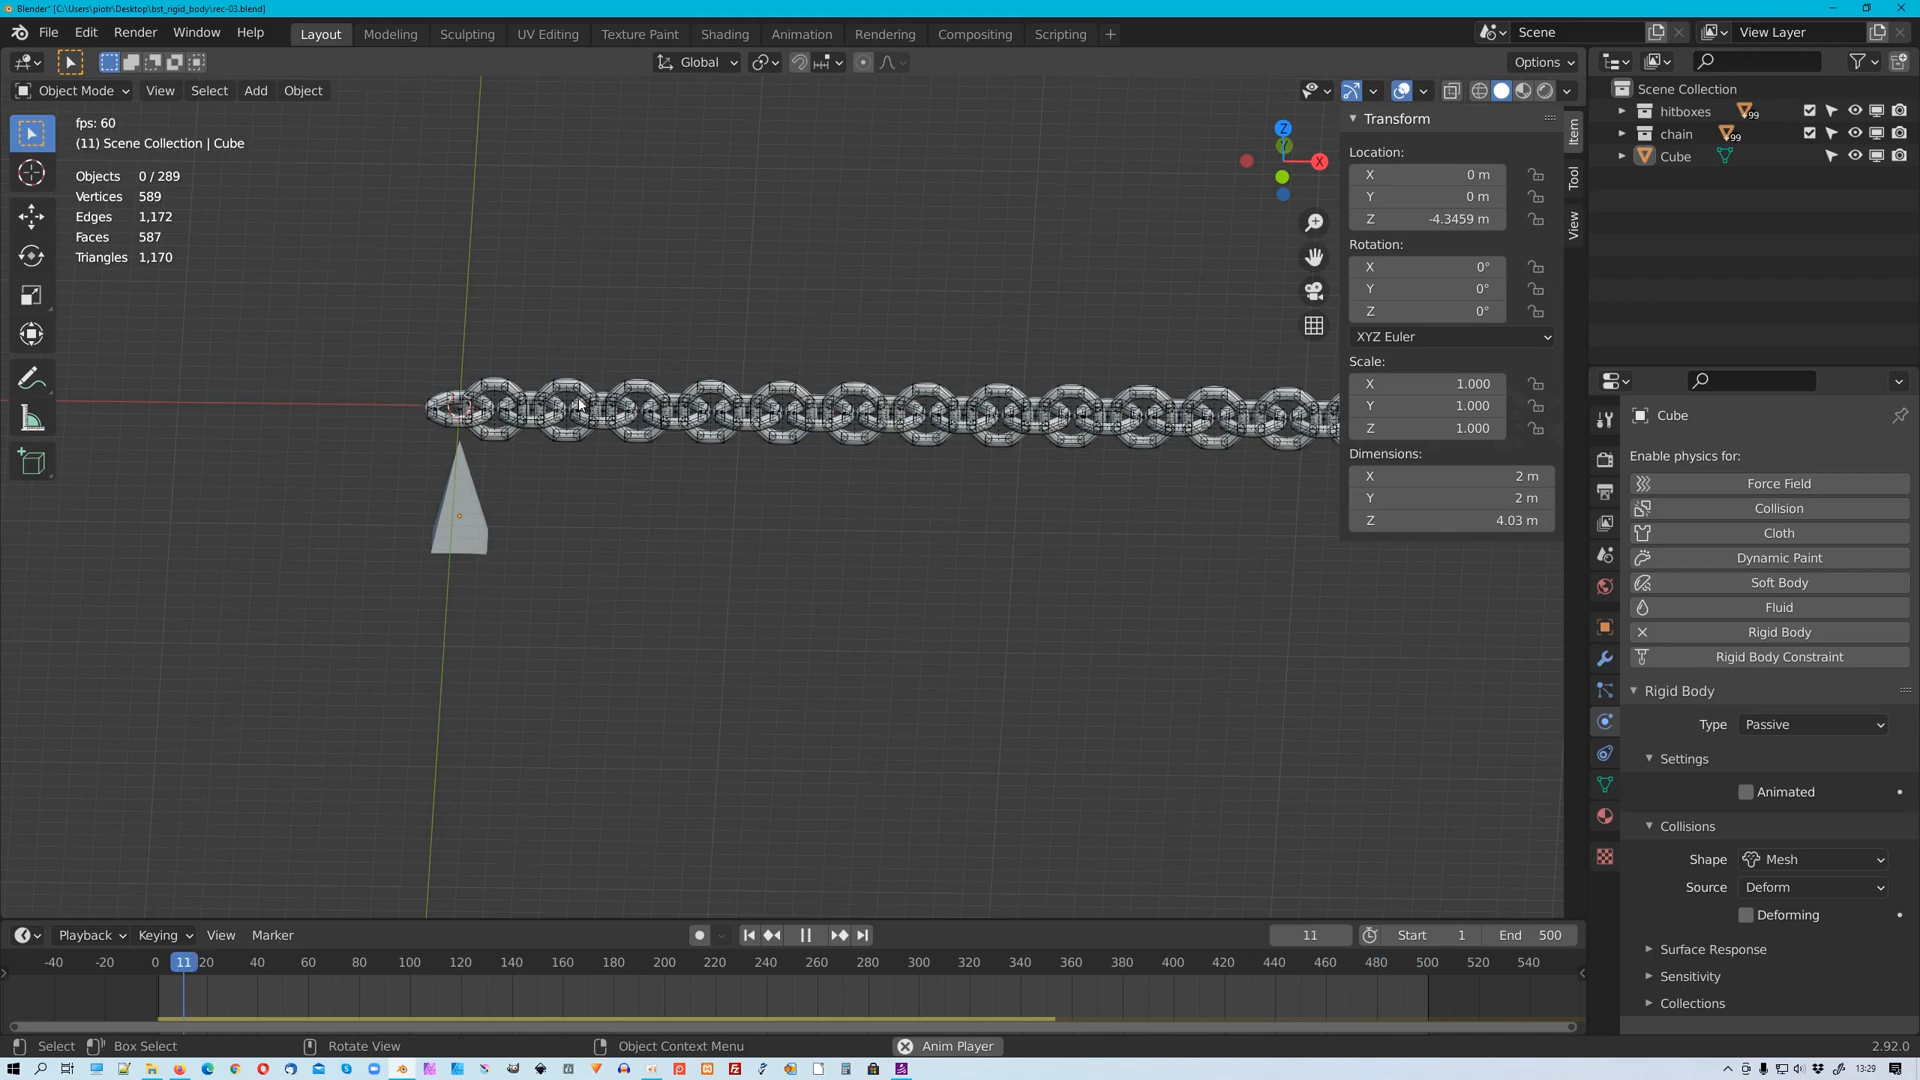 Blender* [C:\Users\piotr\Desktop\bst_rigid_body\rec-03.blend]
File Edit Render Window Help Layout Modeling Sculpting UV Editing Texture Paint Shading Animation Rendering Compositing Scripting + Scene View Layer
Global Options
Object Mode View Select Add Object
fps: 60
(11) Scene Collection | Cube
Objects 0 / 289
Vertices 589
Edges 1,172
Faces 587
Triangles 1,170
Z
Y
X
Transform
Location:
X 0 m
Y 0 m
Z -4.3459 m
Rotation:
X 0°
Y 0°
Z 0°
XYZ Euler
Scale:
X 1.000
Y 1.000
Z 1.000
Dimensions:
X 2 m
Y 2 m
Z 4.03 m
Item
Tool
View
Scene Collection
hitboxes 99
chain 99
Cube
Cube
Enable physics for:
Force Field
Collision
Cloth
Dynamic Paint
Soft Body
Fluid
Rigid Body
Rigid Body Constraint
Rigid Body
Type Passive
Settings
Animated
Collisions
Shape Mesh
Source Deform
Deforming
Surface Response
Sensitivity
Collections
Playback Keying View Marker 11 Start 1 End 500
-40 -20 0 11 20 40 60 80 100 120 140 160 180 200 220 240 260 280 300 320 340 360 380 400 420 440 460 480 500 520 540
Select Box Select Rotate View Object Context Menu Anim Player 2.92.0
13:29